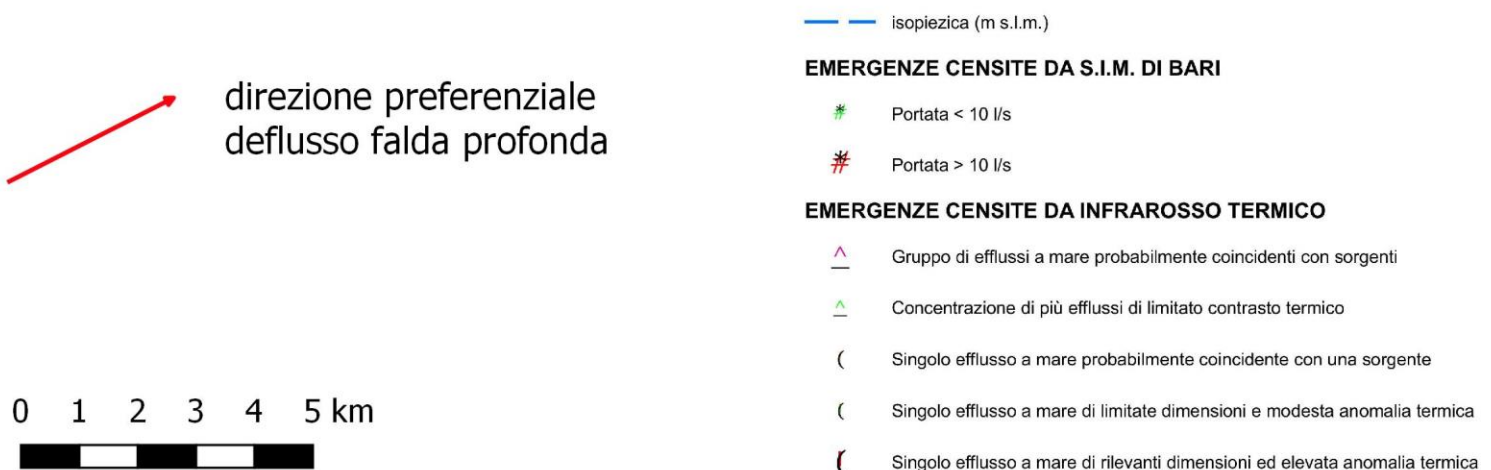 direzione preferenziale
deflusso falda profonda
0 1 2 3 4 5 km
isopiezica (m s.l.m.)
EMERGENZE CENSITE DA S.I.M. DI BARI
Portata < 10 l/s
Portata > 10 l/s
EMERGENZE CENSITE DA INFRAROSSO TERMICO
Gruppo di efflussi a mare probabilmente coincidenti con sorgenti
Concentrazione di più efflussi di limitato contrasto termico
Singolo efflusso a mare probabilmente coincidente con una sorgente
Singolo efflusso a mare di limitate dimensioni e modesta anomalia termica
Singolo efflusso a mare di rilevanti dimensioni ed elevata anomalia termica